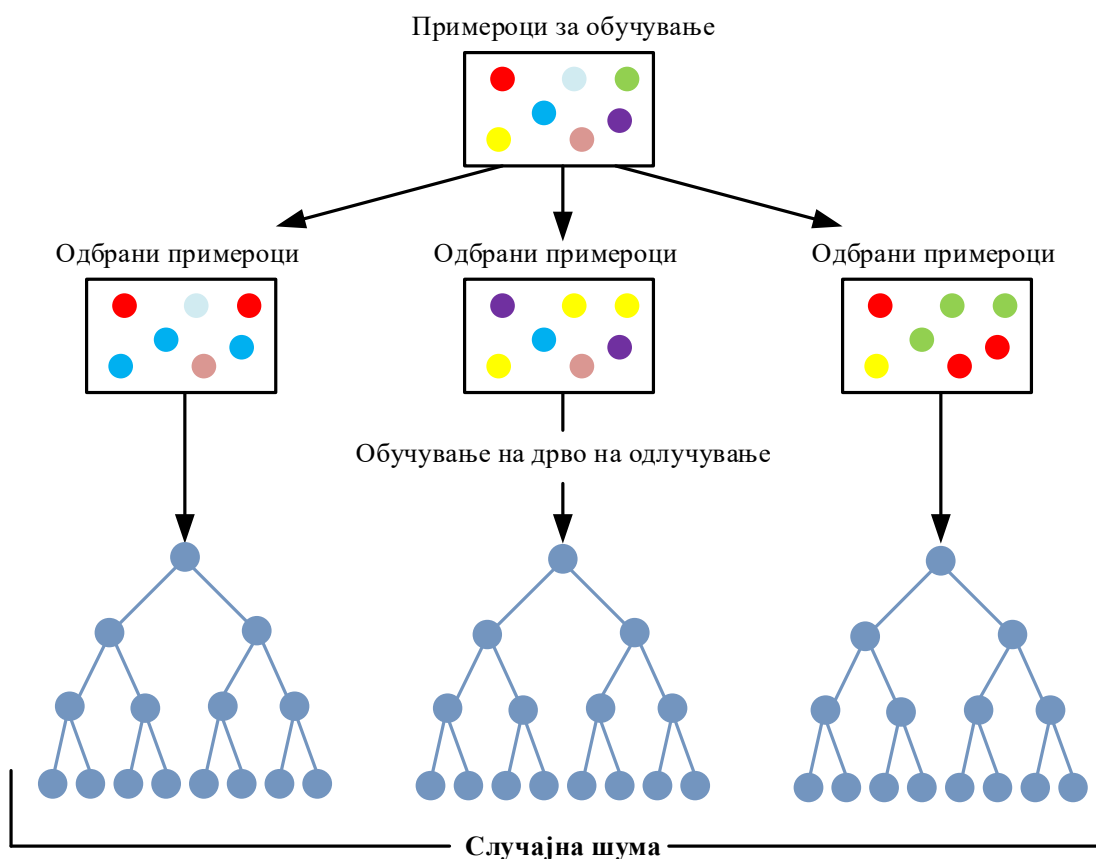 Примероци за обучување
Одбрани примероци
Одбрани примероци
Одбрани примероци
Обучување на дрво на одлучување
Случајна шума